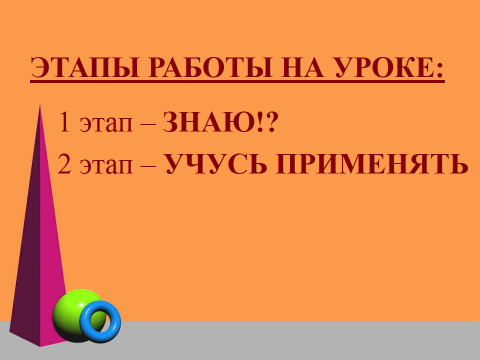 ЭТАПЫ РАБОТЫ НА УРОКЕ:
1 этап – ЗНАЮ!?
2 этап – УЧУСЬ ПРИМЕНЯТЬ